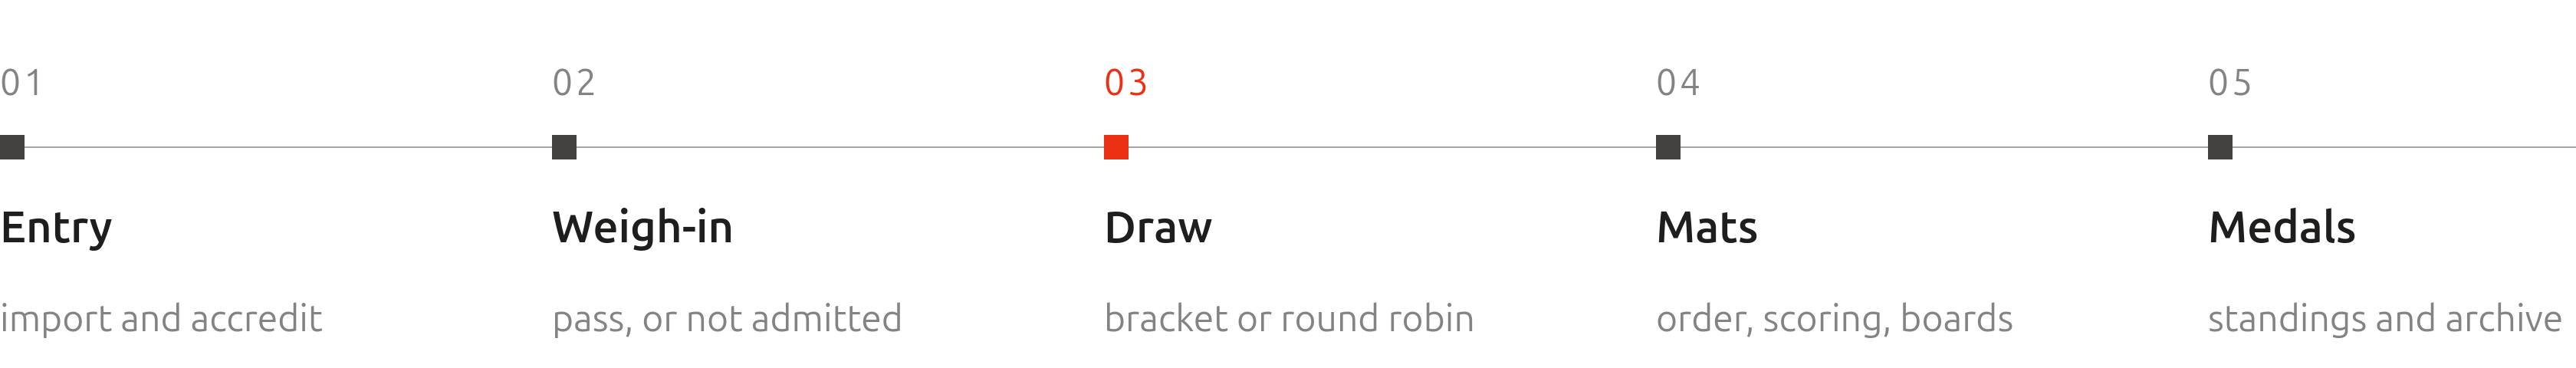 01
02
03
04
05
Entry
Weigh-in
Draw
Mats
Medals
import and accredit
pass, or not admitted
bracket or round robin
order, scoring, boards
standings and archive